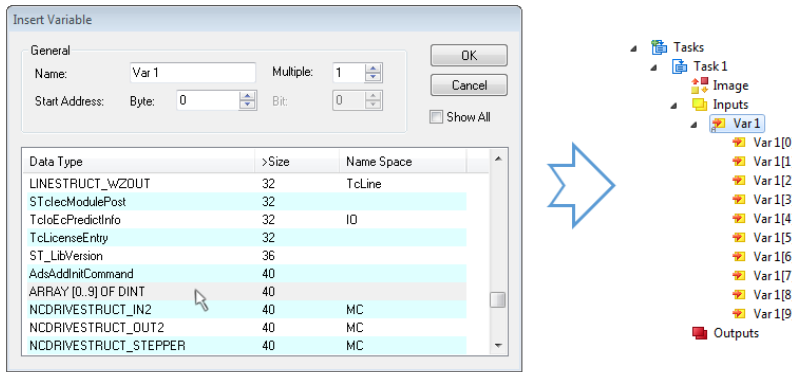 Insert Variable
General
Name: Var 1 Multiple: 1
Start Address: Byte: 0 Bit: 0
OK
Cancel
Show All
Data Type >Size Name Space
LINESTRUCT_WZOUT 32 TcLine
STcIecModulePost 32
TcIoEcPredictInfo 32 IO
TcLicenseEntry 32
ST_LibVersion 36
AdsAddInitCommand 40
ARRAY [0..9] OF DINT 40
NCDRIVESTRUCT_IN2 40 MC
NCDRIVESTRUCT_OUT2 40 MC
NCDRIVESTRUCT_STEPPER 40 MC
Tasks
Task 1
Image
Inputs
Var 1
Var 1[0
Var 1[1
Var 1[2
Var 1[3
Var 1[4
Var 1[5
Var 1[6
Var 1[7
Var 1[8
Var 1[9
Outputs